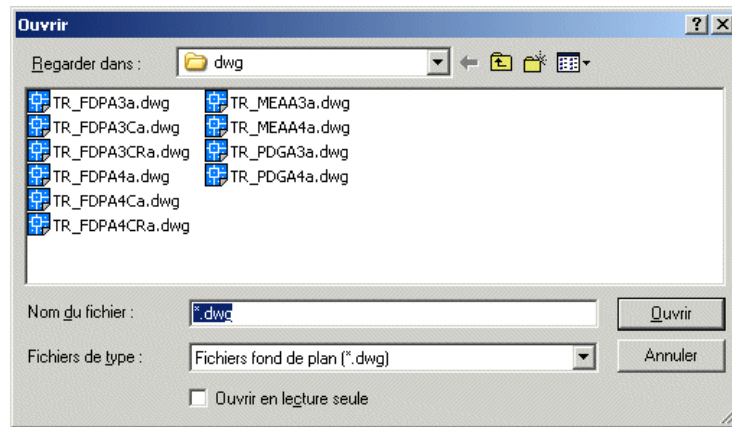 Ouvrir
Regarder dans : dwg
TR_FDPA3a.dwg TR_MEAA3a.dwg
TR_FDPA3Ca.dwg TR_MEAA4a.dwg
TR_FDPA3CRa.dwg TR_PDGA3a.dwg
TR_FDPA4a.dwg TR_PDGA4a.dwg
TR_FDPA4Ca.dwg
TR_FDPA4CRa.dwg
Nom du fichier : *.dwg Ouvrir
Fichiers de type : Fichiers fond de plan (*.dwg) Annuler
Ouvrir en lecture seule